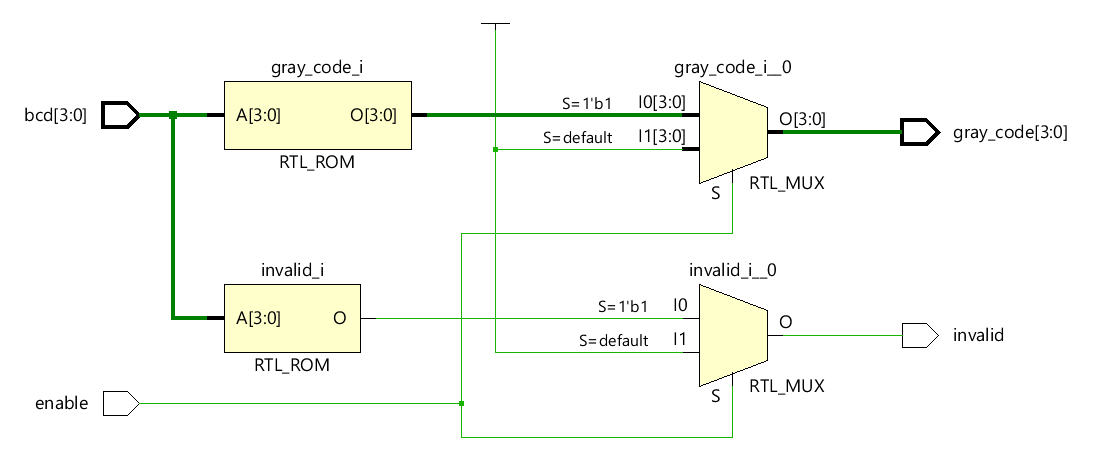 gray_code_i
bcd[3:0]
A[3:0]
O[3:0]
RTL_ROM
gray_code_i__0
S=1'b1
I0[3:0]
S=default
I1[3:0]
O[3:0]
S
RTL_MUX
gray_code[3:0]
invalid_i
A[3:0]
O
RTL_ROM
invalid_i__0
S=1'b1
I0
S=default
I1
O
S
RTL_MUX
invalid
enable